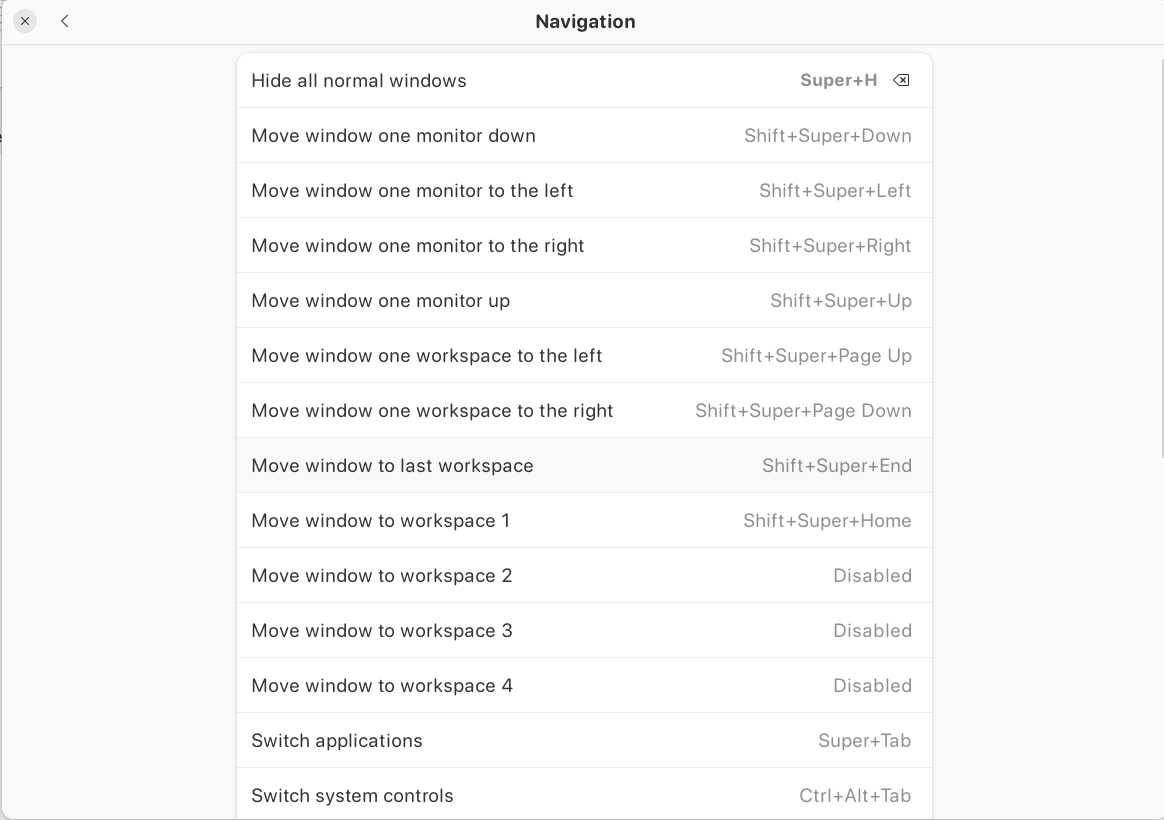 Navigation
Hide all normal windows Super+H
Move window one monitor down Shift+Super+Down
Move window one monitor to the left Shift+Super+Left
Move window one monitor to the right Shift+Super+Right
Move window one monitor up Shift+Super+Up
Move window one workspace to the left Shift+Super+Page Up
Move window one workspace to the right Shift+Super+Page Down
Move window to last workspace Shift+Super+End
Move window to workspace 1 Shift+Super+Home
Move window to workspace 2 Disabled
Move window to workspace 3 Disabled
Move window to workspace 4 Disabled
Switch applications Super+Tab
Switch system controls Ctrl+Alt+Tab